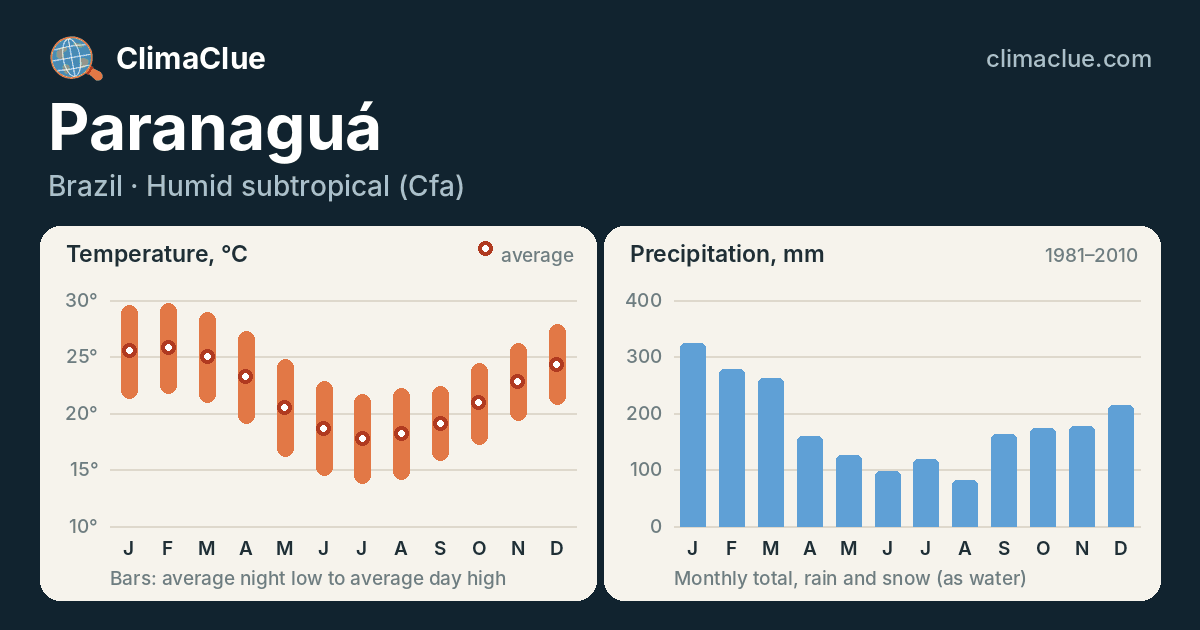 ClimaClue
climaclue.com
Paranaguá
Brazil · Humid subtropical (Cfa)
Temperature, °C
average
30°
25°
20°
15°
10°
J F M A M J J A S O N D
Bars: average night low to average day high
Precipitation, mm
1981–2010
400
300
200
100
0
J F M A M J J A S O N D
Monthly total, rain and snow (as water)